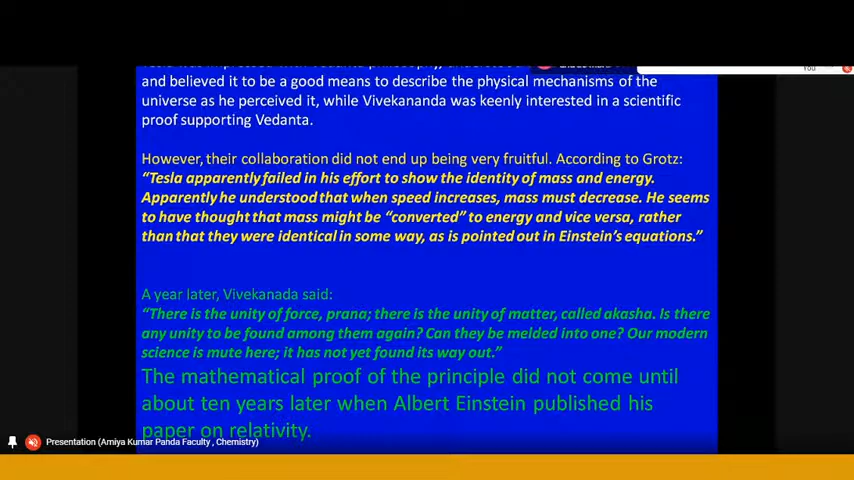 and believed it to be a good means to describe the physical mechanisms of the
You
universe as he perceived it, while Vivekananda was keenly interested in a scientific
proof supporting Vedanta.
However, their collaboration did not end up being very fruitful. According to Grotz:
“Tesla apparently failed in his effort to show the identity of mass and energy.
Apparently he understood that when speed increases, mass must decrease. He seems
to have thought that mass might be “converted” to energy and vice versa, rather
than that they were identical in some way, as is pointed out in Einstein’s equations.”
A year later, Vivekanada said:
“There is the unity of force, prana; there is the unity of matter, called akasha. Is there
any unity to be found among them again? Can they be melded into one? Our modern
science is mute here; it has not yet found its way out.”
The mathematical proof of the principle did not come until
about ten years later when Albert Einstein published his
paper on relativity.
Presentation (Amiya Kumar Panda Faculty , Chemistry)